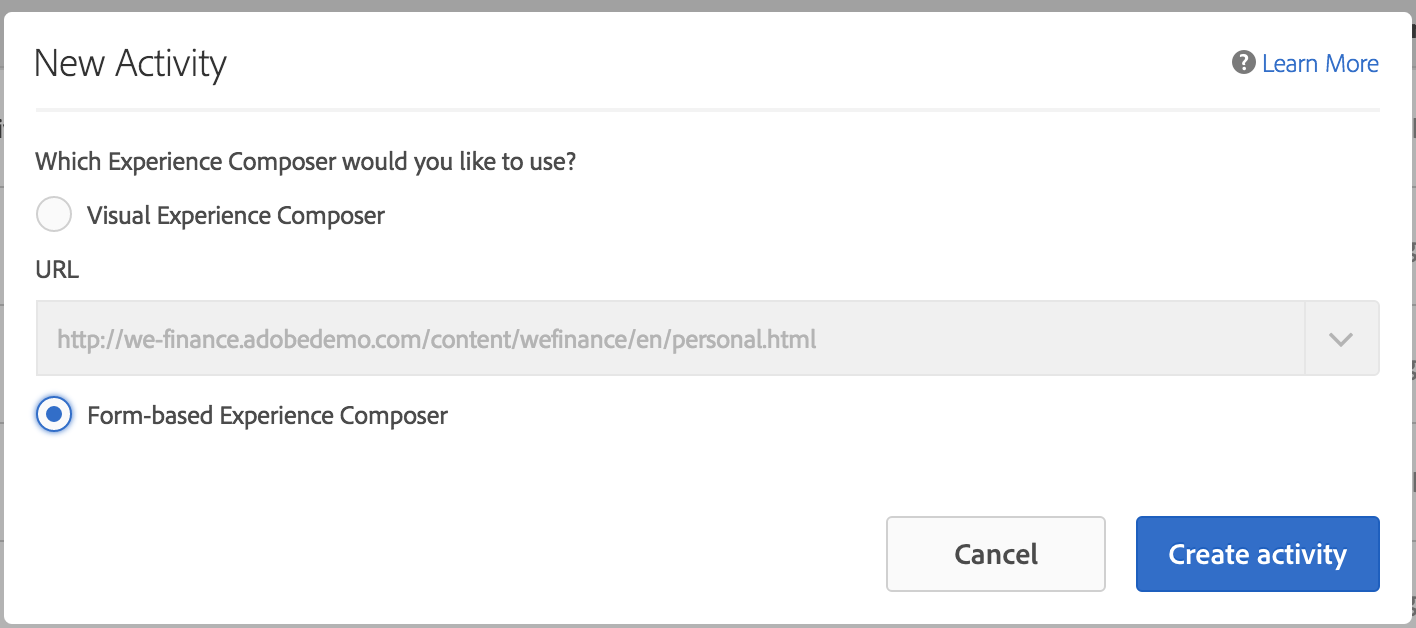 New Activity
? Learn More
Which Experience Composer would you like to use?
Visual Experience Composer
URL
http://we-finance.adobedemo.com/content/wefinance/en/personal.html
Form-based Experience Composer
Cancel
Create activity